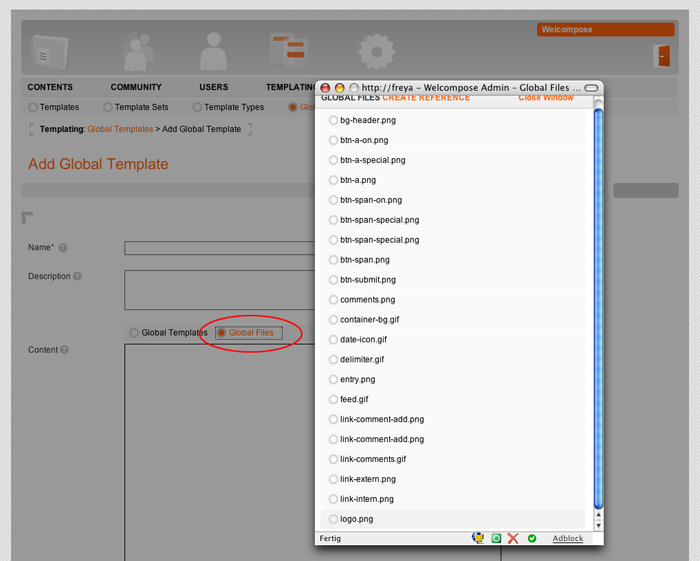 Welcompose
CONTENTS
COMMUNITY
USERS
TEMPLATING
Templates
Template Sets
Template Types
Templating: Global Templates > Add Global Template
Add Global Template
Name*
?
Description
?
Global Templates
Global Files
Content
?
http://freya – Welcompose Admin – Global Files ...
GLOBAL FILES CREATE REFERENCE
Close Window
bg-header.png
btn-a-on.png
btn-a-special.png
btn-a.png
btn-span-on.png
btn-span-special.png
btn-span-special.png
btn-span.png
btn-submit.png
comments.png
container-bg.gif
date-icon.gif
delimiter.gif
entry.png
feed.gif
link-comment-add.png
link-comment-add.png
link-comments.gif
link-extern.png
link-intern.png
logo.png
Fertig
Adblock